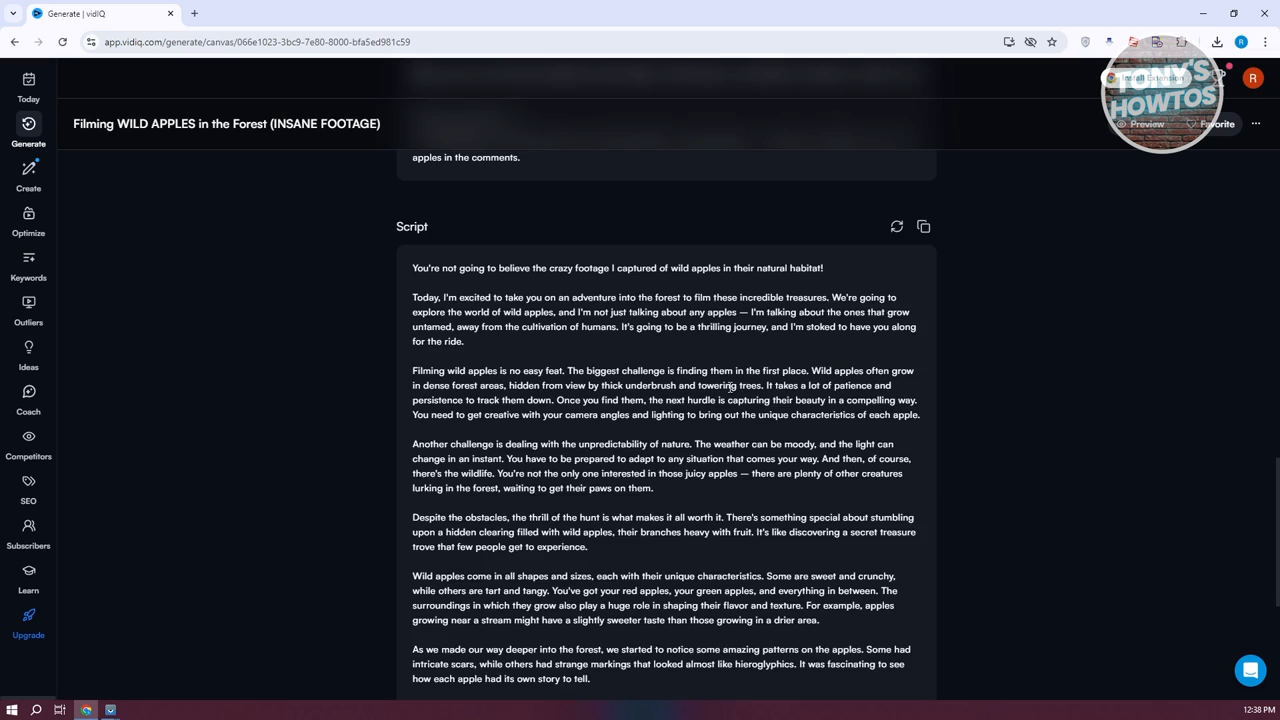 Generate | vidIQ
app.vidiq.com/generate/canvas/066e1023-3bc9-7e80-8000-bfa5ed981c59
R
Install Extension
R
TONY'S
HOWTOS
Filming WILD APPLES in the Forest (INSANE FOOTAGE)
Preview
Favorite
Today
Generate
Create
Optimize
Keywords
Outliers
Ideas
Coach
Competitors
SEO
Subscribers
Learn
Upgrade
apples in the comments.
Script
You're not going to believe the crazy footage I captured of wild apples in their natural habitat!
Today, I'm excited to take you on an adventure into the forest to film these incredible treasures. We're going to
explore the world of wild apples, and I'm not just talking about any apples – I'm talking about the ones that grow
untamed, away from the cultivation of humans. It's going to be a thrilling journey, and I'm stoked to have you along
for the ride.
Filming wild apples is no easy feat. The biggest challenge is finding them in the first place. Wild apples often grow
in dense forest areas, hidden from view by thick underbrush and towering trees. It takes a lot of patience and
persistence to track them down. Once you find them, the next hurdle is capturing their beauty in a compelling way.
You need to get creative with your camera angles and lighting to bring out the unique characteristics of each apple.
Another challenge is dealing with the unpredictability of nature. The weather can be moody, and the light can
change in an instant. You have to be prepared to adapt to any situation that comes your way. And then, of course,
there's the wildlife. You're not the only one interested in those juicy apples – there are plenty of other creatures
lurking in the forest, waiting to get their paws on them.
Despite the obstacles, the thrill of the hunt is what makes it all worth it. There's something special about stumbling
upon a hidden clearing filled with wild apples, their branches heavy with fruit. It's like discovering a secret treasure
trove that few people get to experience.
Wild apples come in all shapes and sizes, each with their unique characteristics. Some are sweet and crunchy,
while others are tart and tangy. You've got your red apples, your green apples, and everything in between. The
surroundings in which they grow also play a huge role in shaping their flavor and texture. For example, apples
growing near a stream might have a slightly sweeter taste than those growing in a drier area.
As we made our way deeper into the forest, we started to notice some amazing patterns on the apples. Some had
intricate scars, while others had strange markings that looked almost like hieroglyphics. It was fascinating to see
how each apple had its own story to tell.
12:38 PM